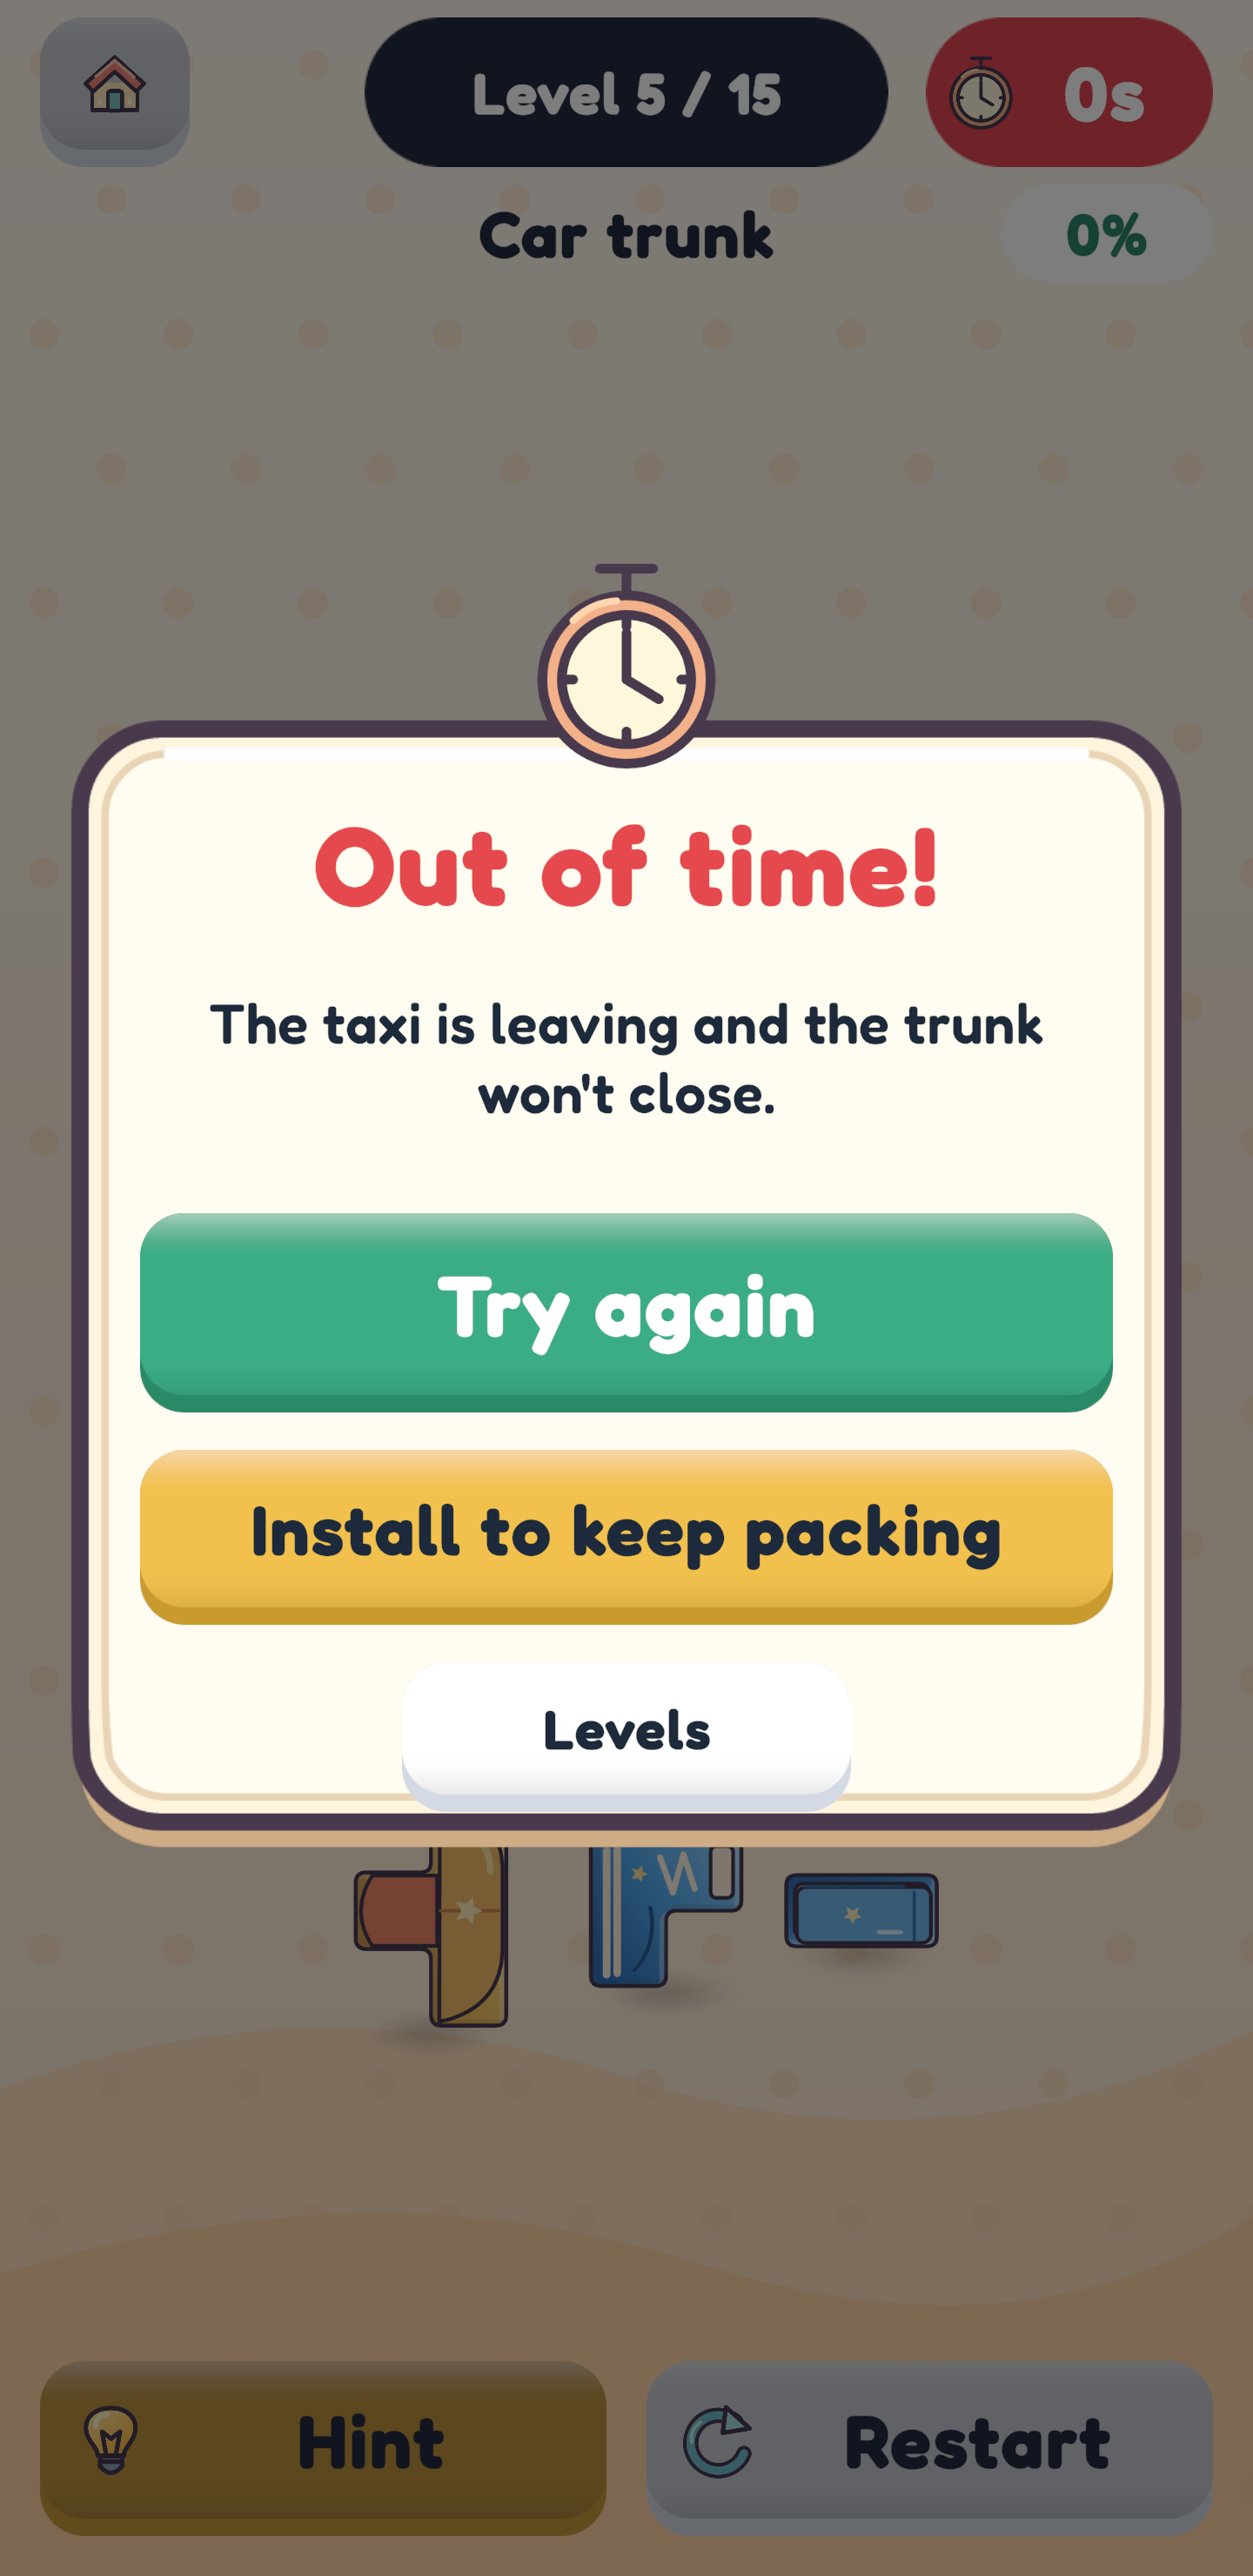 Level 5 / 15
0s
Car trunk
0%
Out of time!
The taxi is leaving and the trunk
won't close.
Try again
Install to keep packing
Levels
Hint
Restart